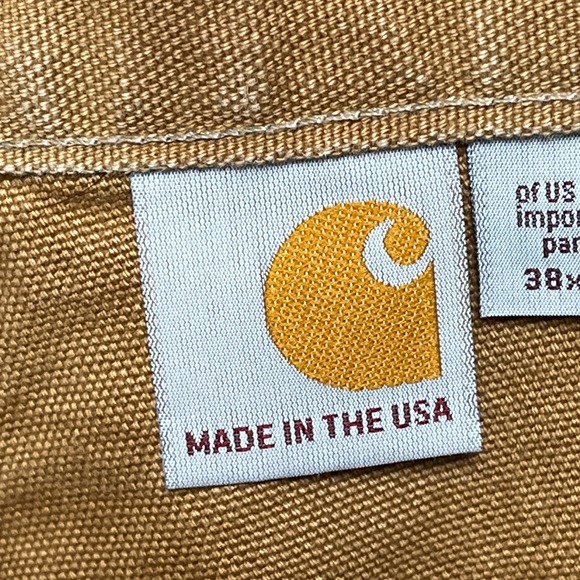 MADE IN THE USA
of US
impor
par
38x